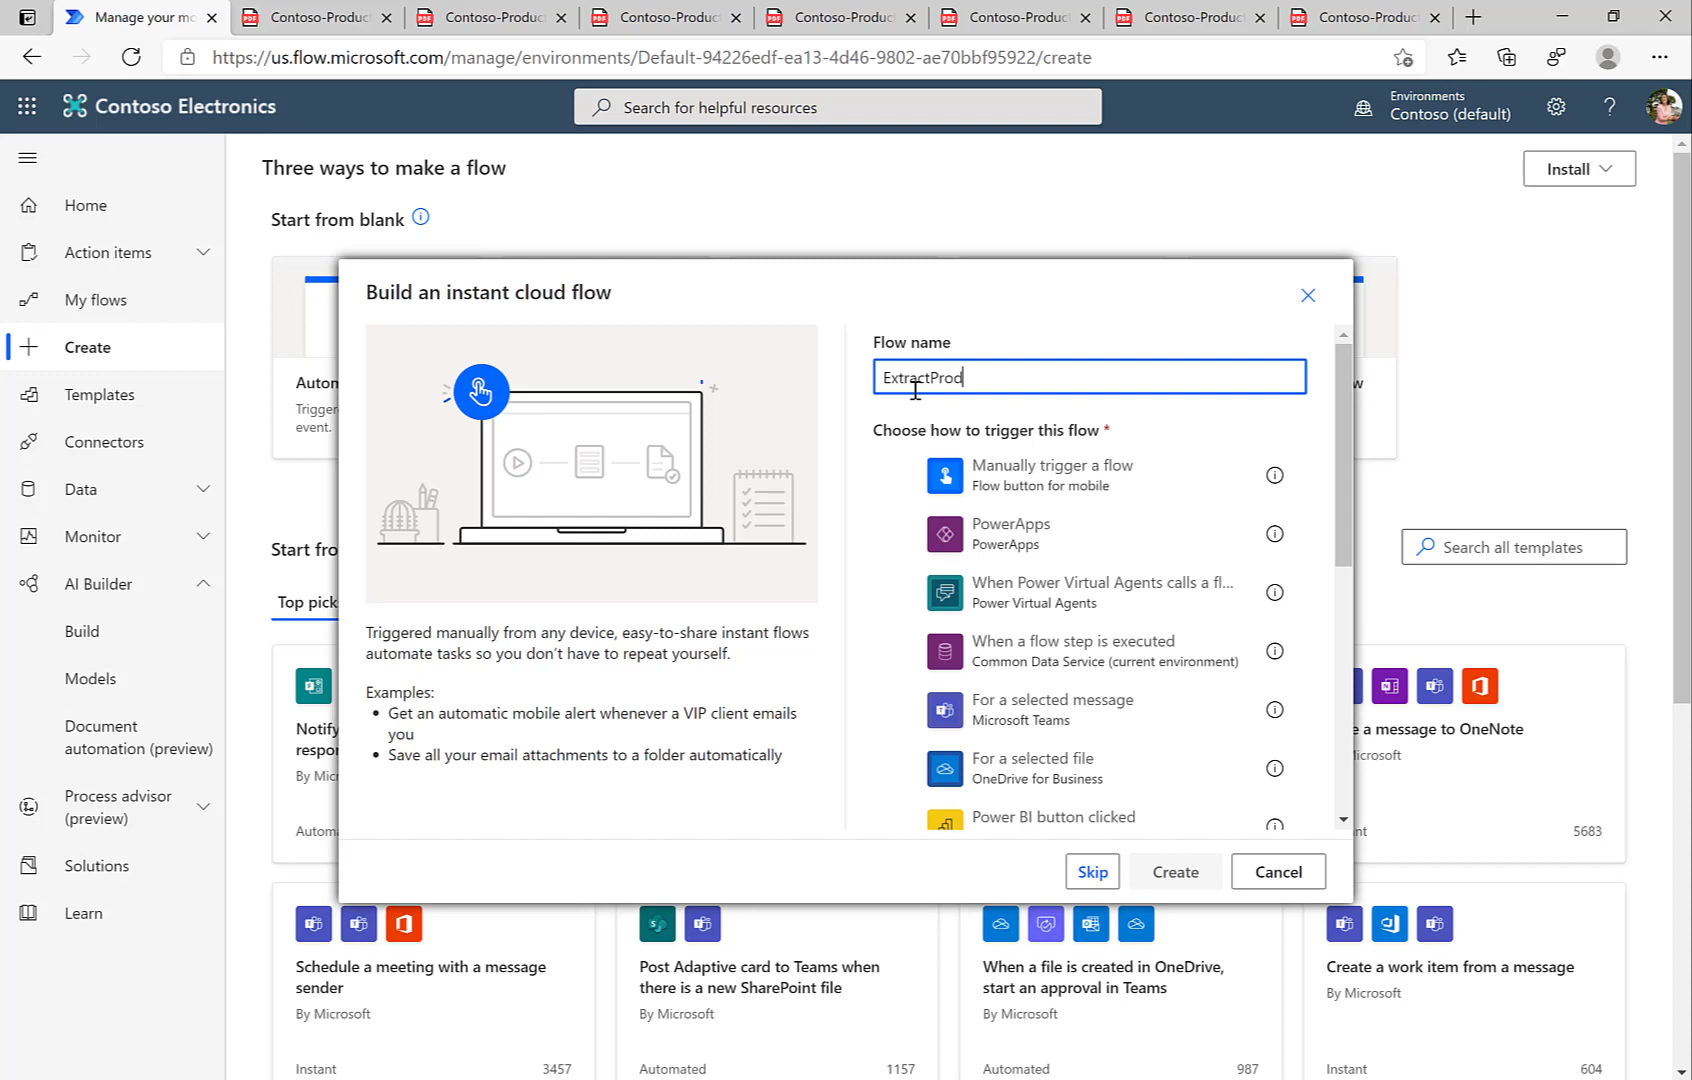 Manage your mc
Contoso-Produc
Contoso-Produc
Contoso-Produc
Contoso-Produc
Contoso-Produc
Contoso-Produc
Contoso-Produc
https://us.flow.microsoft.com/manage/environments/Default-94226edf-ea13-4d46-9802-ae70bbf95922/create
Contoso Electronics
Search for helpful resources
Environments
Contoso (default)
Three ways to make a flow
Install
Start from blank
Home
Action items
My flows
Create
Templates
Connectors
Data
Monitor
AI Builder
Build
Models
Document
automation (preview)
Process advisor
(preview)
Solutions
Learn
Autom
Trigger
event.
w
Start fro
Search all templates
Top pick
Build an instant cloud flow
Triggered manually from any device, easy-to-share instant flows
automate tasks so you don't have to repeat yourself.
Examples:
• Get an automatic mobile alert whenever a VIP client emails
you
• Save all your email attachments to a folder automatically
Flow name
ExtractProd
Choose how to trigger this flow *
Manually trigger a flow
Flow button for mobile
PowerApps
PowerApps
When Power Virtual Agents calls a fl...
Power Virtual Agents
When a flow step is executed
Common Data Service (current environment)
For a selected message
Microsoft Teams
For a selected file
OneDrive for Business
Power BI button clicked
Skip
Create
Cancel
Notify
respon
By Micr
Automa
e a message to OneNote
icrosoft
nt
5683
Schedule a meeting with a message
sender
By Microsoft
Instant
3457
Post Adaptive card to Teams when
there is a new SharePoint file
By Microsoft
Automated
1157
When a file is created in OneDrive,
start an approval in Teams
By Microsoft
Automated
987
Create a work item from a message
By Microsoft
Instant
604